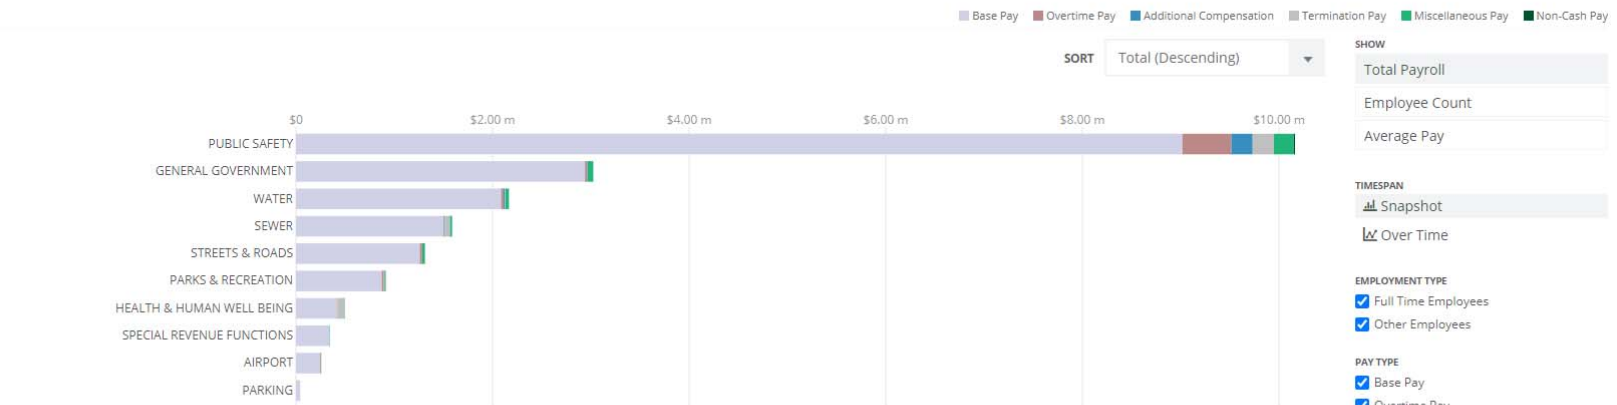 Base Pay Overtime Pay Additional Compensation Termination Pay Miscellaneous Pay Non-Cash Pay
SORT Total (Descending)
$0 $2.00 m $4.00 m $6.00 m $8.00 m $10.00 m
PUBLIC SAFETY
GENERAL GOVERNMENT
WATER
SEWER
STREETS & ROADS
PARKS & RECREATION
HEALTH & HUMAN WELL BEING
SPECIAL REVENUE FUNCTIONS
AIRPORT
PARKING
SHOW
Total Payroll
Employee Count
Average Pay
TIMESPAN
Snapshot
Over Time
EMPLOYMENT TYPE
Full Time Employees
Other Employees
PAY TYPE
Base Pay
Overtime Pay